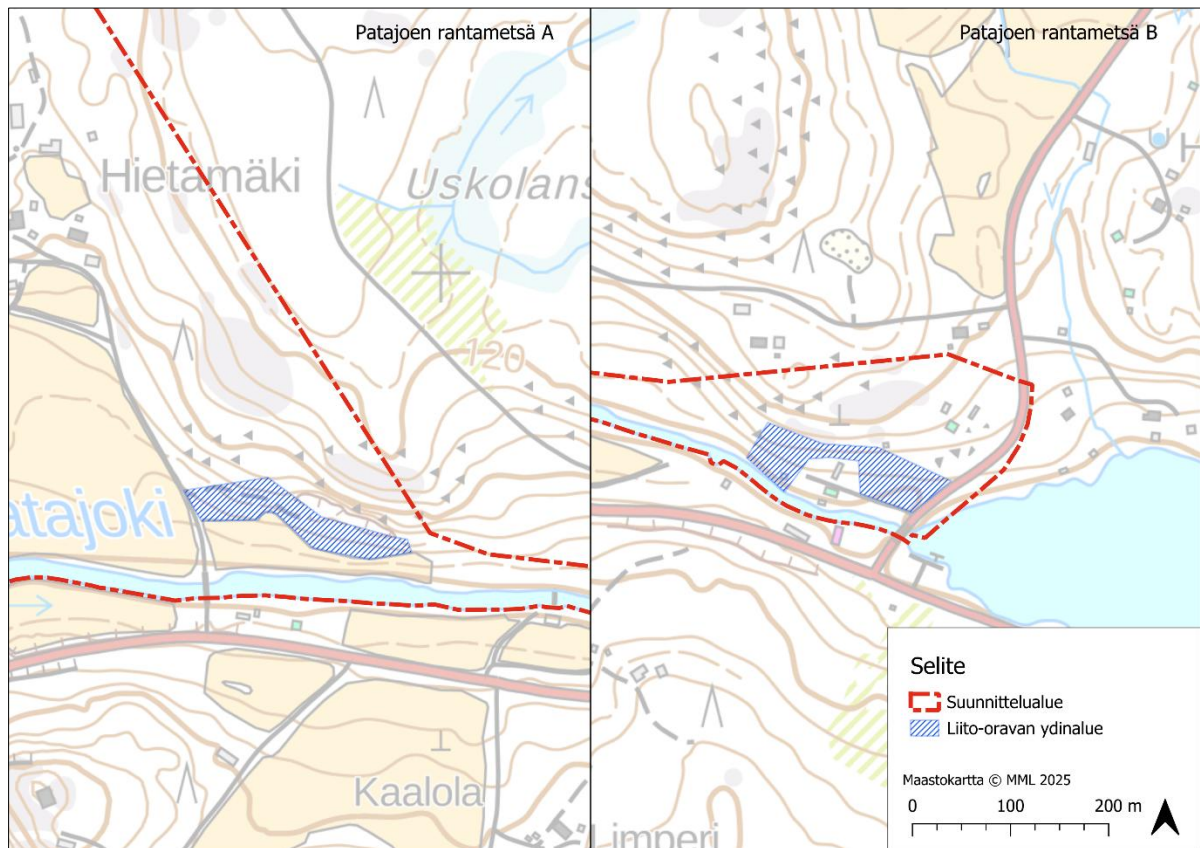 Patajoen rantametsä A
Patajoen rantametsä B
Hietamäki
Uskolans
H
120
atajoki
Kaalola
Limperi
Selite
Suunnittelualue
Liito-oravan ydinalue
Maastokartta © MML 2025
0 100 200 m